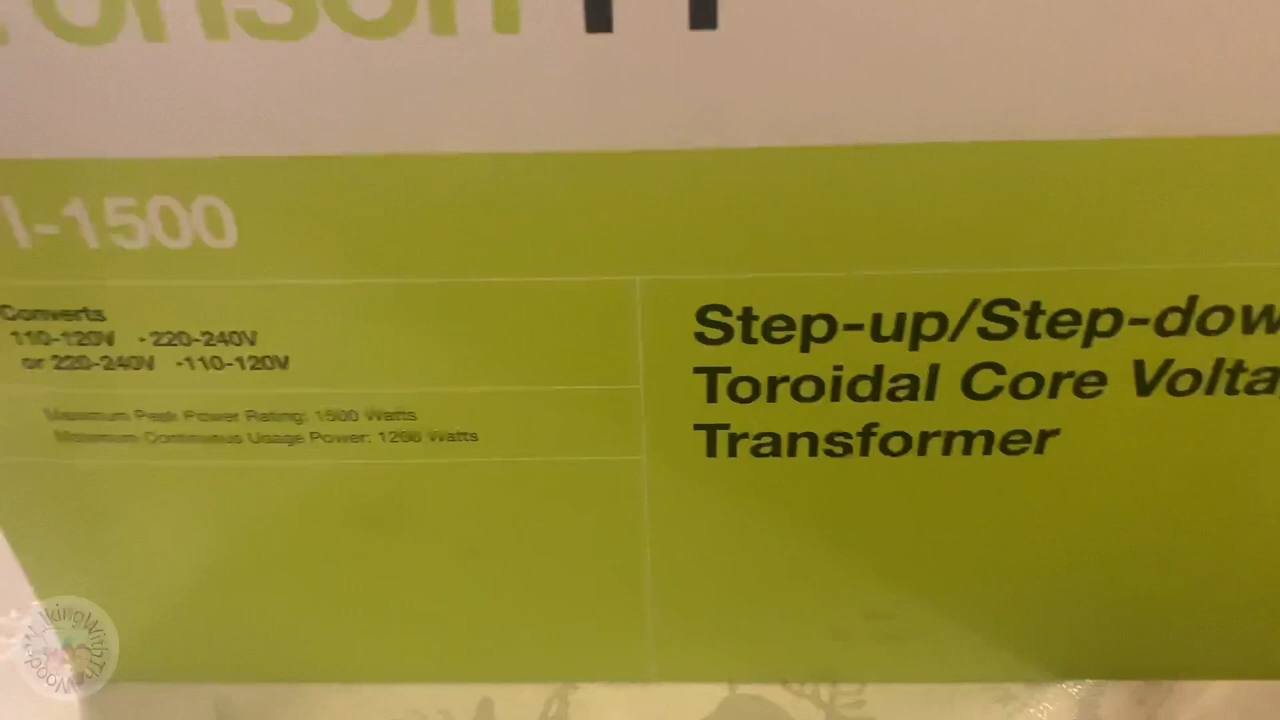 ronson
-1500
Converts
110-120V -220-240V
or 220-240V -110-120V
Maximum Peak Power Rating: 1500 Watts
Maximum Continuous Usage Power: 1200 Watts
Step-up/Step-dow
Toroidal Core Volta
Transformer